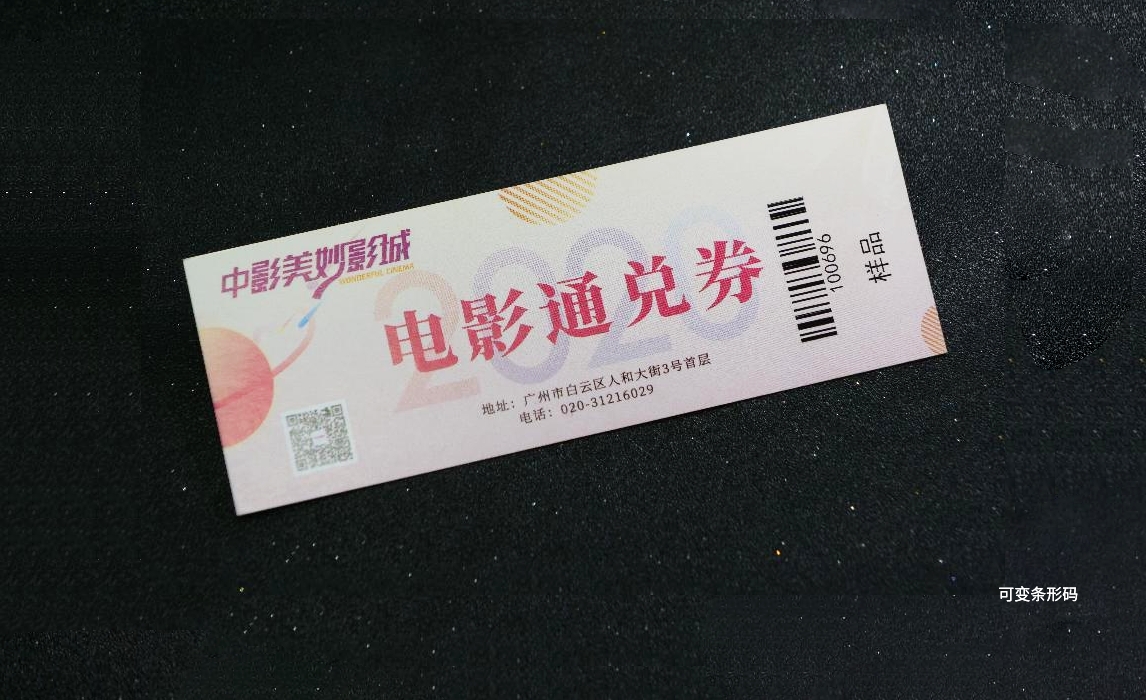 中影美妙影城
WONDERFUL CINEMA
2020
电影通兑券
地址：广州市白云区人和大街3号首层
电话：020-31216029
100696
样品
可变条形码